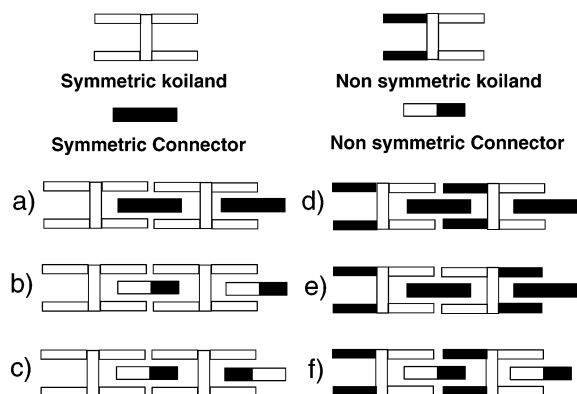 Symmetric koiland
Non symmetric koiland
Symmetric Connector
Non symmetric Connector
a)
d)
b)
e)
c)
f)